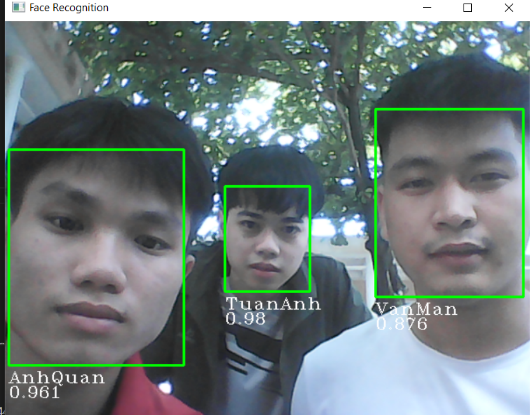 Face Recognition
TuanAnh
0.98
VanMan
0.876
AnhQuan
0.961